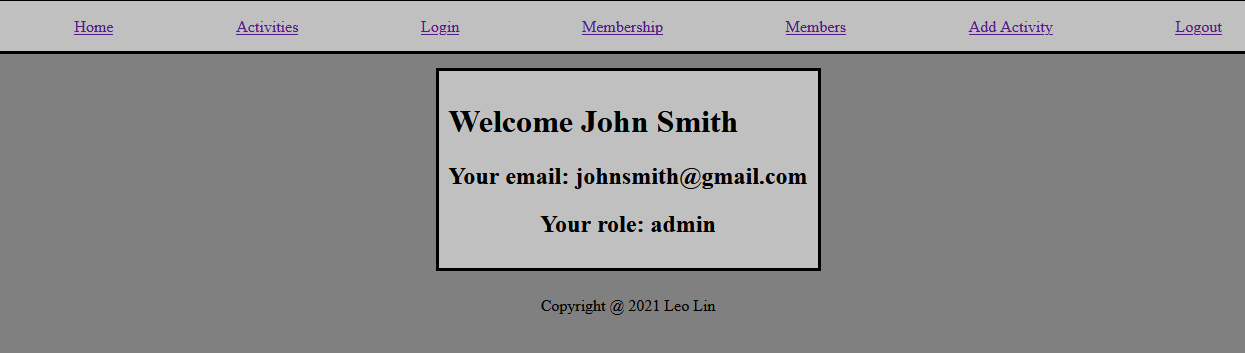 Home Activities Login Membership Members Add Activity Logout
Welcome John Smith
Your email: johnsmith@gmail.com
Your role: admin
Copyright @ 2021 Leo Lin